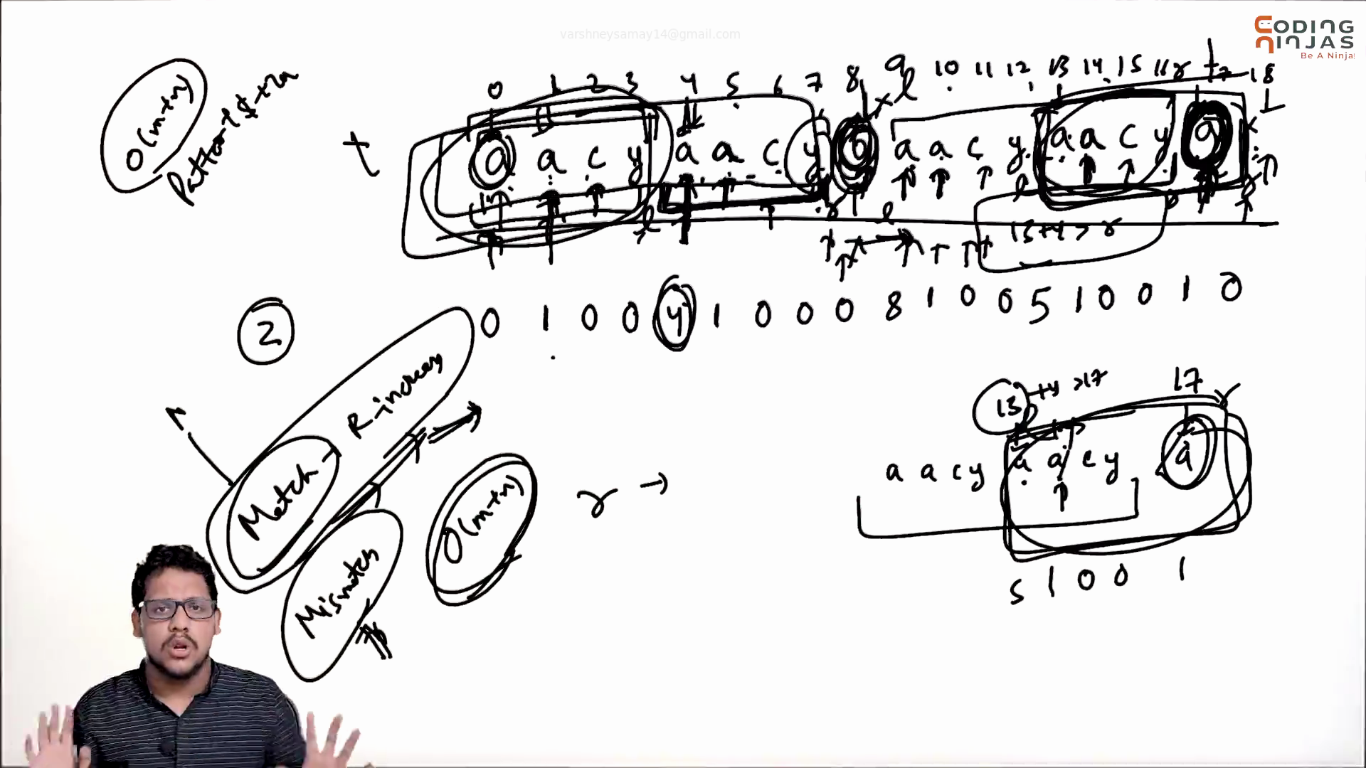 varshneysamay14@gmail.com
CODING
NINJAS
Be A Ninja!
O(m+n)
0 1 2 3 4 5 6 7 8 9 10 11 12 13 14 15 16 17 18
t a a c y a a c y b a a c y a a c y a x
13+4 > r
0 1 0 0 4 1 0 0 0 8 1 0 0 5 1 0 0 1 0
2
R-increase
Match
Mismatch
O(m+n)
r →
13 +4 >17 17 r
a a c y a a c y a
5 1 0 0 1